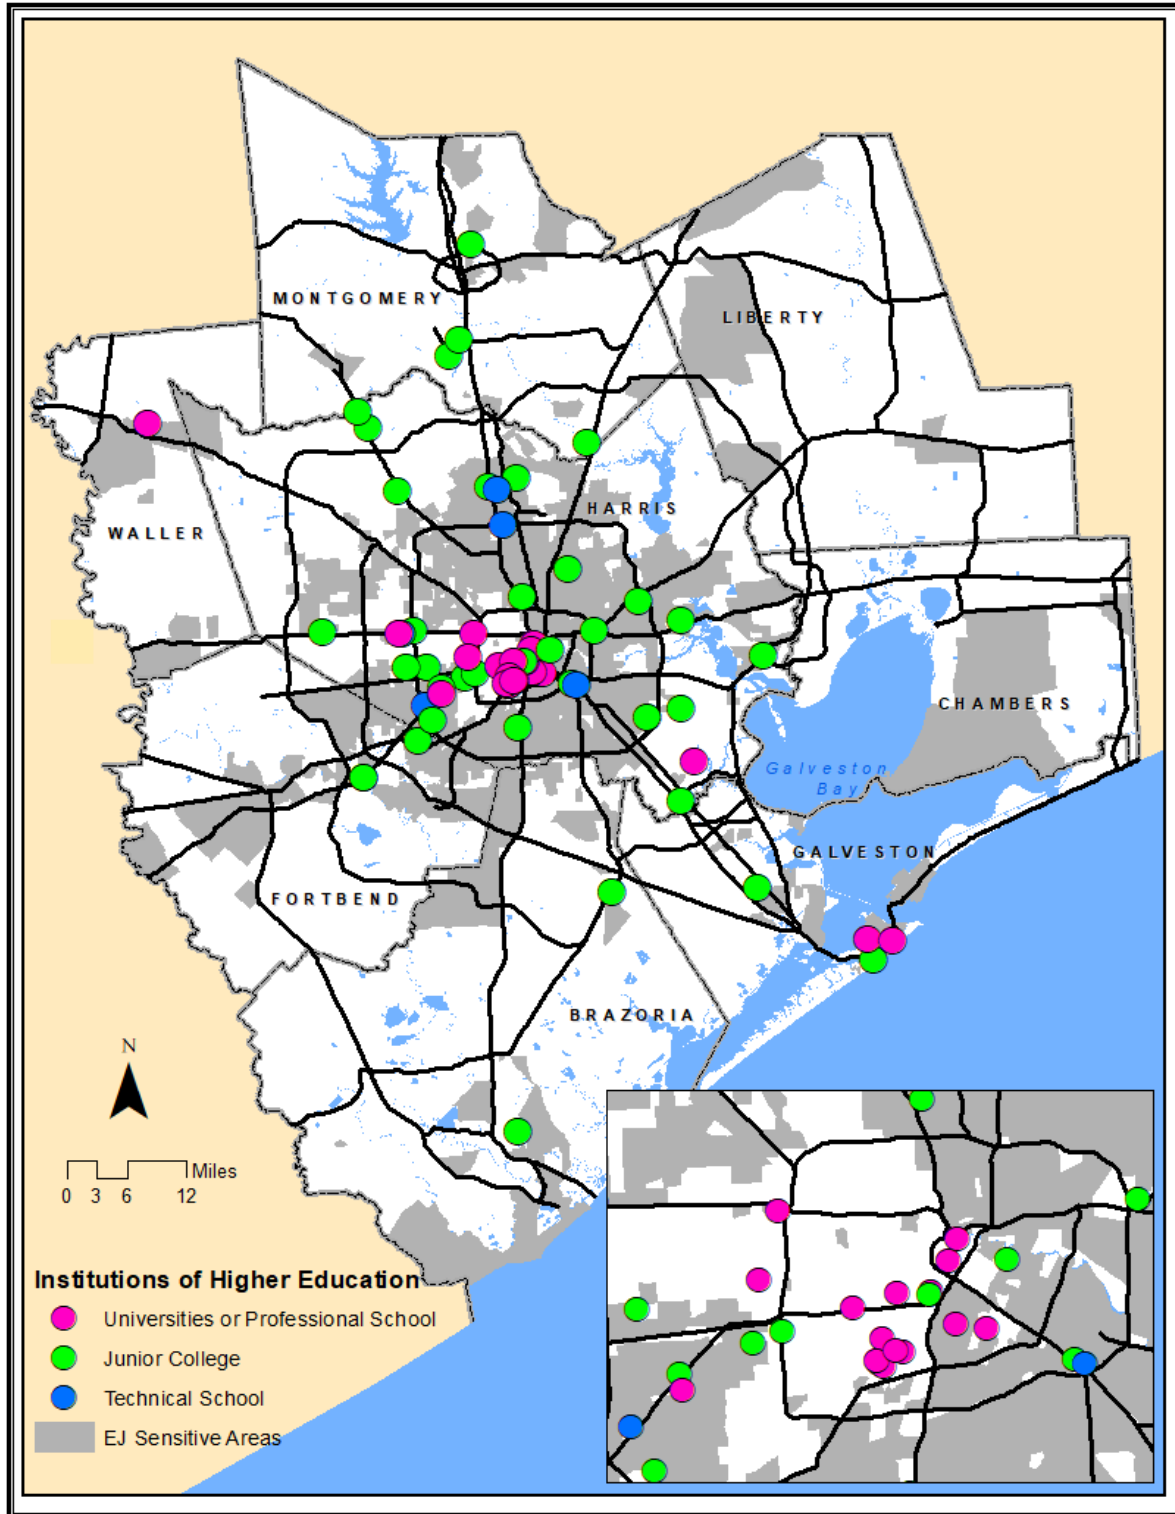 MONTGOMERY
LIBERTY
HARRIS
WALLER
CHAMBERS
Galveston
Bay
GALVESTON
FORTBEND
BRAZORIA
N
Miles
0 3 6 12
Institutions of Higher Education
Universities or Professional School
Junior College
Technical School
EJ Sensitive Areas